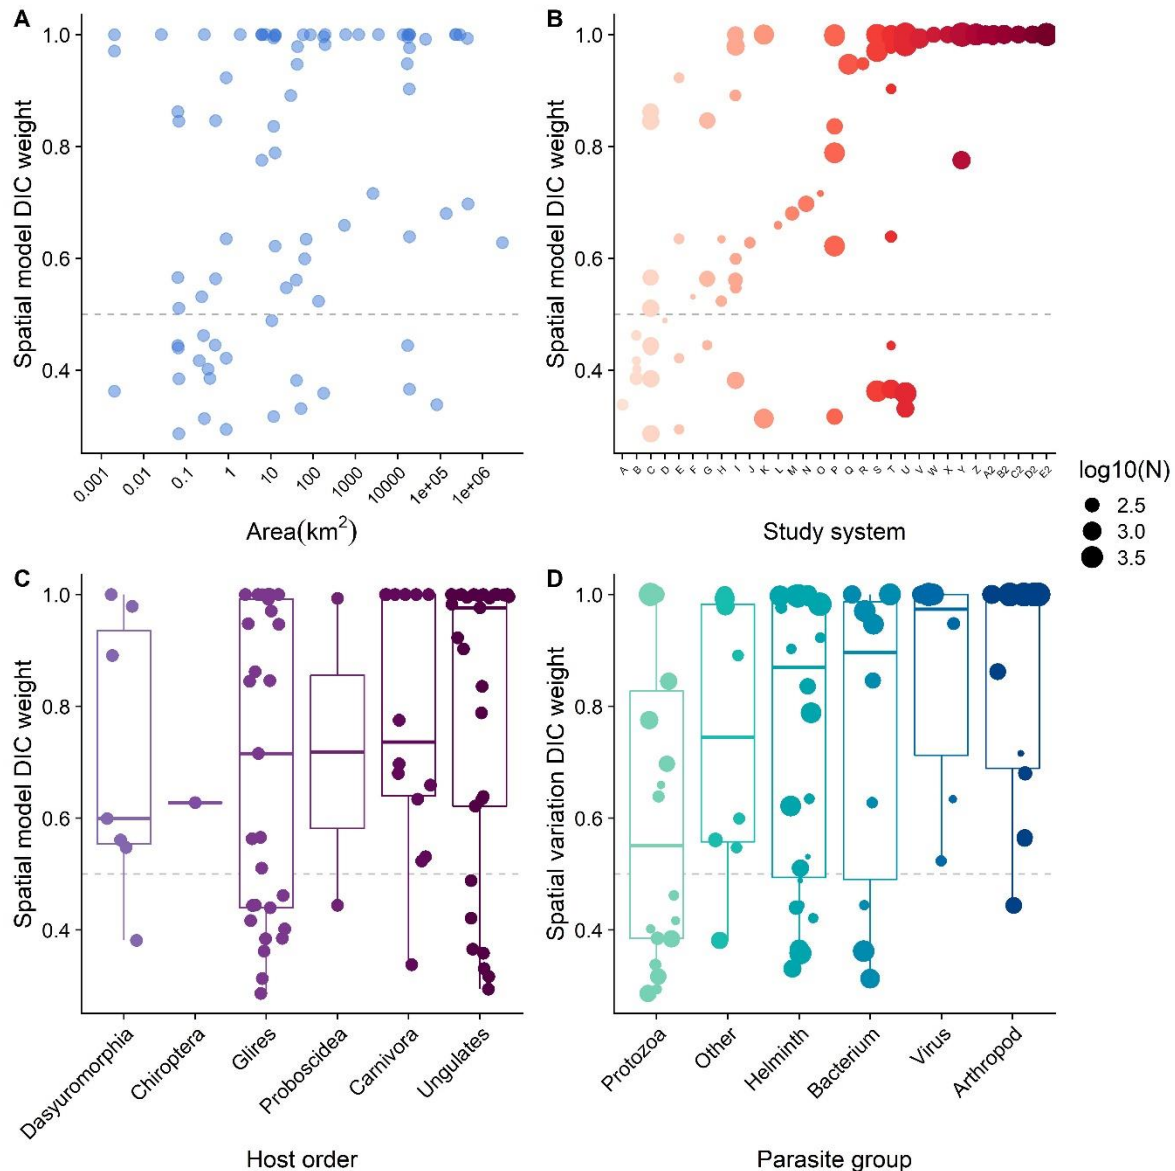 A
Spatial model DIC weight
1.0
0.8
0.6
0.4
0.001 0.01 0.1 1 10 100 1000 10000 1e+05 1e+06
Area(km2)
B
Spatial model DIC weight
1.0
0.8
0.6
0.4
A B C D E F G H I J K L M N O P Q R S T U V W X Y Z A2 B2 C2 D2 E2
Study system
log10(N)
2.5
3.0
3.5
C
Spatial model DIC weight
1.0
0.8
0.6
0.4
Dasyuromorphia Chiroptera Glires Proboscidea Carnivora Ungulates
Host order
D
Spatial variation DIC weight
1.0
0.8
0.6
0.4
Protozoa Other Helminth Bacterium Virus Arthropod
Parasite group